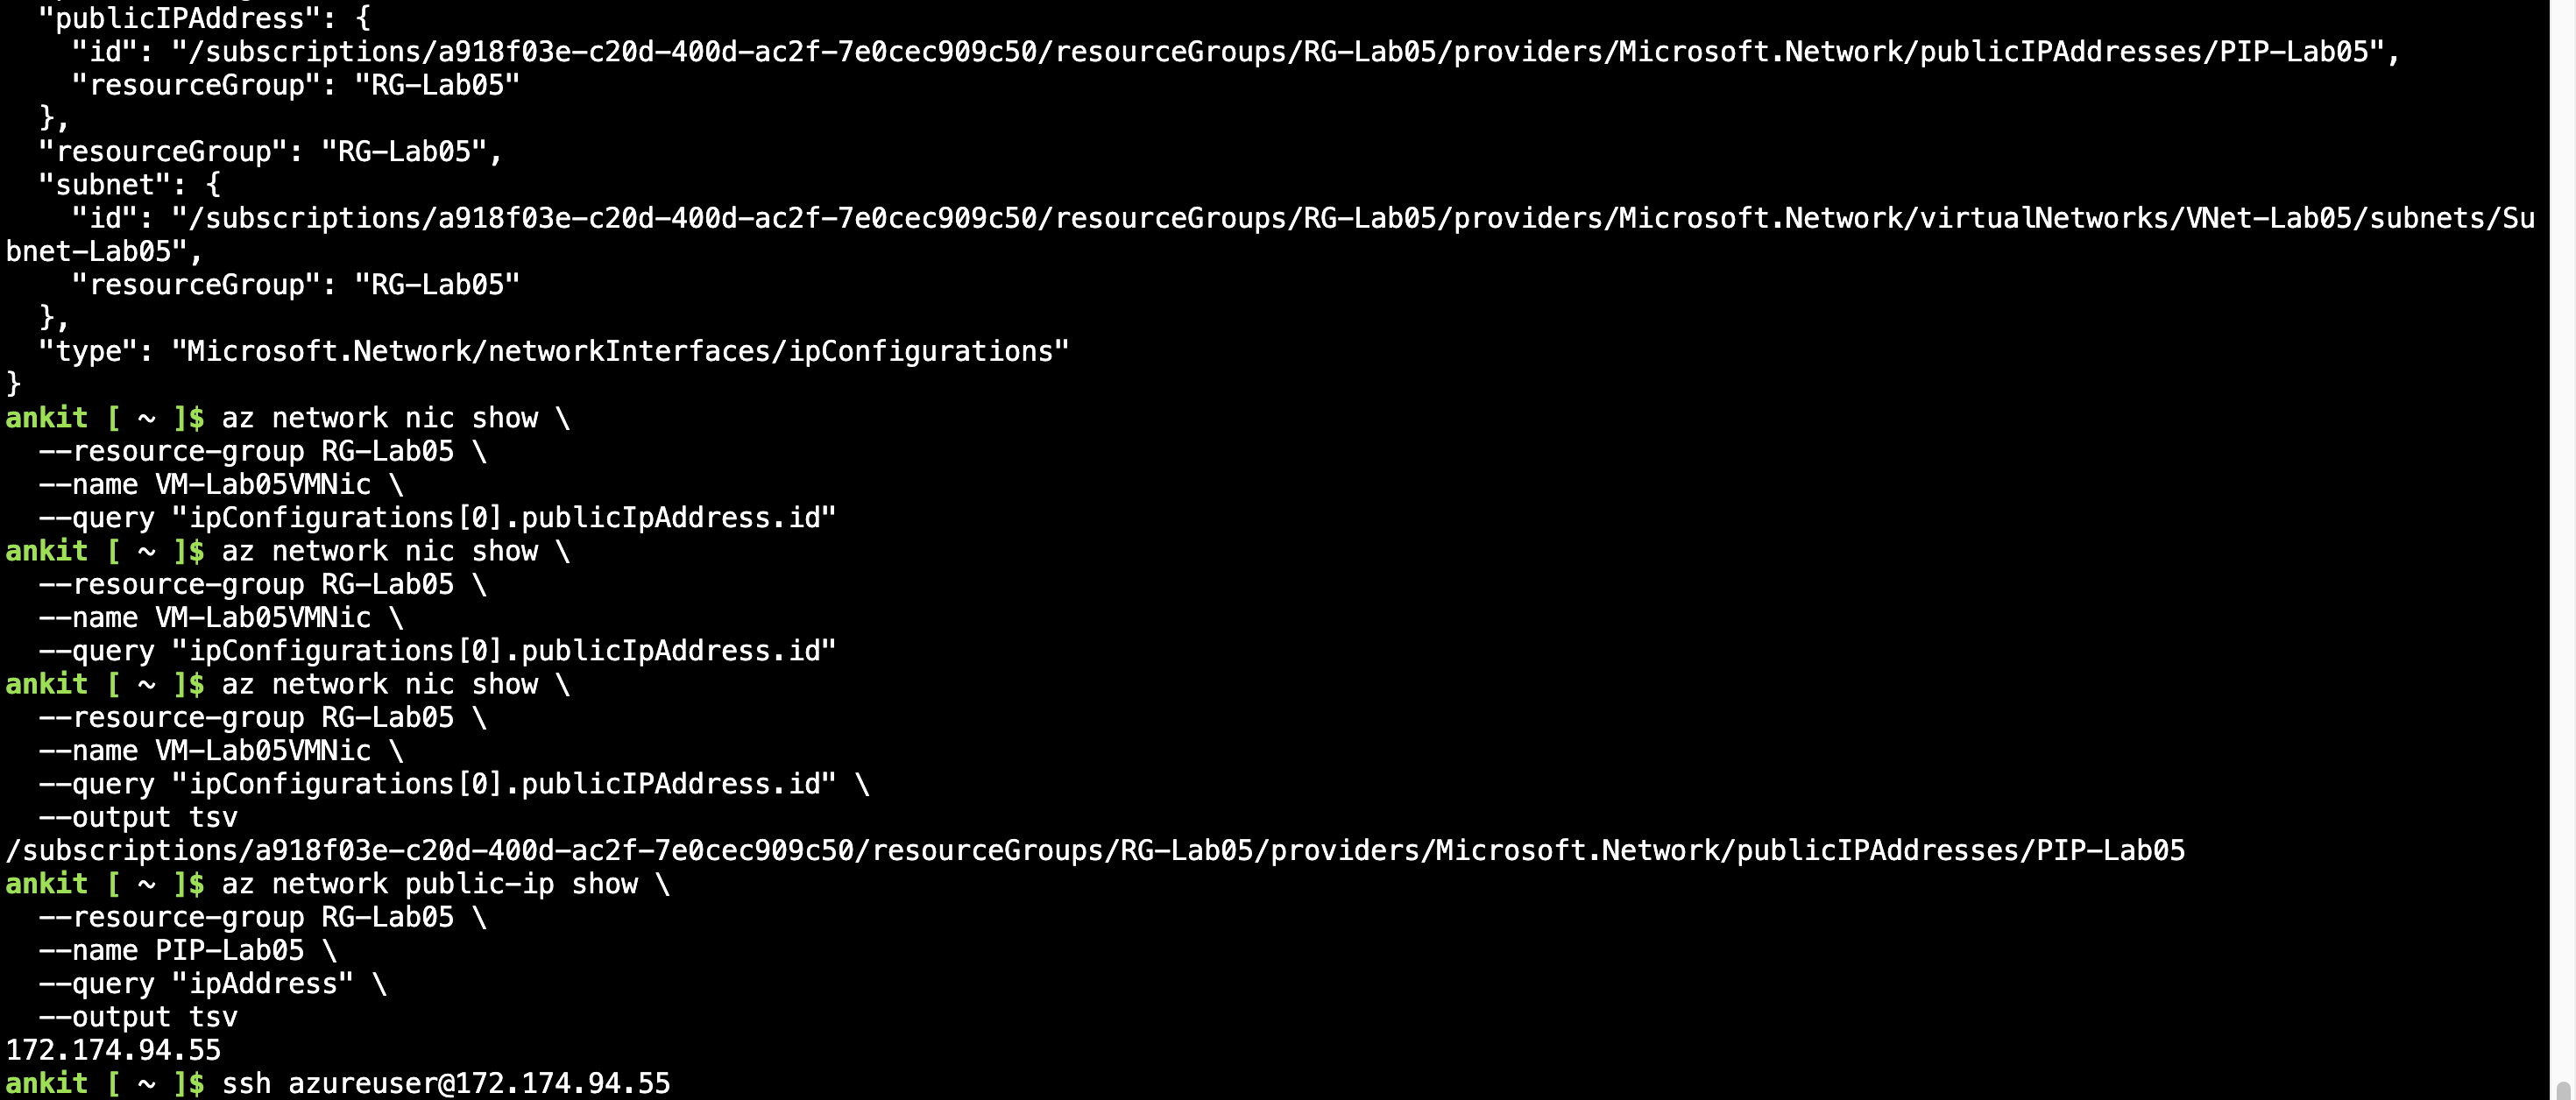 "publicIPAddress": {
    "id": "/subscriptions/a918f03e-c20d-400d-ac2f-7e0cec909c50/resourceGroups/RG-Lab05/providers/Microsoft.Network/publicIPAddresses/PIP-Lab05",
    "resourceGroup": "RG-Lab05"
  },
  "resourceGroup": "RG-Lab05",
  "subnet": {
    "id": "/subscriptions/a918f03e-c20d-400d-ac2f-7e0cec909c50/resourceGroups/RG-Lab05/providers/Microsoft.Network/virtualNetworks/VNet-Lab05/subnets/Su
bnet-Lab05",
    "resourceGroup": "RG-Lab05"
  },
  "type": "Microsoft.Network/networkInterfaces/ipConfigurations"
}
ankit [ ~ ]$ az network nic show \
  --resource-group RG-Lab05 \
  --name VM-Lab05VMNic \
  --query "ipConfigurations[0].publicIpAddress.id"
ankit [ ~ ]$ az network nic show \
  --resource-group RG-Lab05 \
  --name VM-Lab05VMNic \
  --query "ipConfigurations[0].publicIpAddress.id"
ankit [ ~ ]$ az network nic show \
  --resource-group RG-Lab05 \
  --name VM-Lab05VMNic \
  --query "ipConfigurations[0].publicIPAddress.id" \
  --output tsv
/subscriptions/a918f03e-c20d-400d-ac2f-7e0cec909c50/resourceGroups/RG-Lab05/providers/Microsoft.Network/publicIPAddresses/PIP-Lab05
ankit [ ~ ]$ az network public-ip show \
  --resource-group RG-Lab05 \
  --name PIP-Lab05 \
  --query "ipAddress" \
  --output tsv
172.174.94.55
ankit [ ~ ]$ ssh azureuser@172.174.94.55